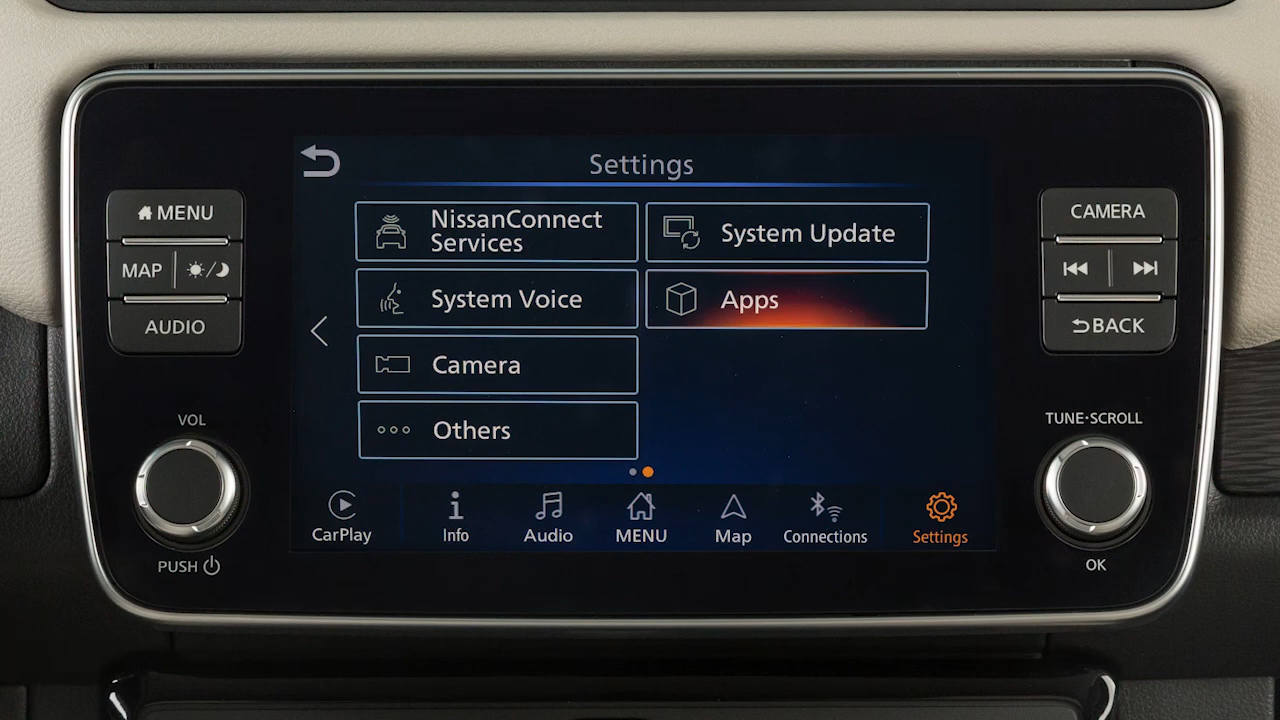 Settings
MENU
CAMERA
NissanConnect
Services
System Update
MAP
System Voice
Apps
AUDIO
BACK
Camera
Others
VOL
TUNE·SCROLL
CarPlay
Info
Audio
MENU
Map
Connections
Settings
PUSH
OK